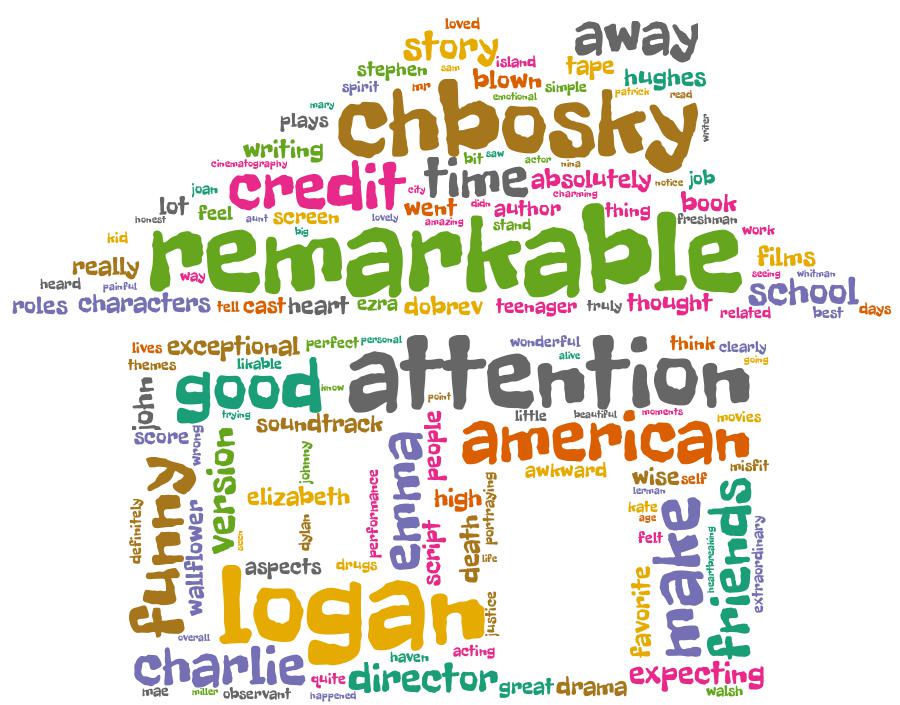 loved
away
story
stephen sam island tape
spirit mr blown simple hughes
emotional patrick read
mary
plays chbosky writer
writing bit saw actor nina
cinematography
joan credit city time absolutely notice job
charming
lot feel aunt screen lovely went didn author thing book
honest amazing stand freshman
kid big work
remarkable
really way films
heard painful seeing whitman
school
roles characters tell cast heart ezra dobrev teenager truly thought related best days
lives exceptional perfect personal wonderful think clearly
alive going
themes likable
good know attention
john trying point little beautiful moments movies
soundtrack
score wrong people american
funny version johnny emma awkward wise self misfit
elizabeth high lerman
definitely wallflower seen dylan performance script death portraying kate age make friends
felt heartbreaking extraordinary
aspects drugs life
logan justice favorite
overall
charlie haven acting
quite director great drama expecting
mae miller observant happened walsh